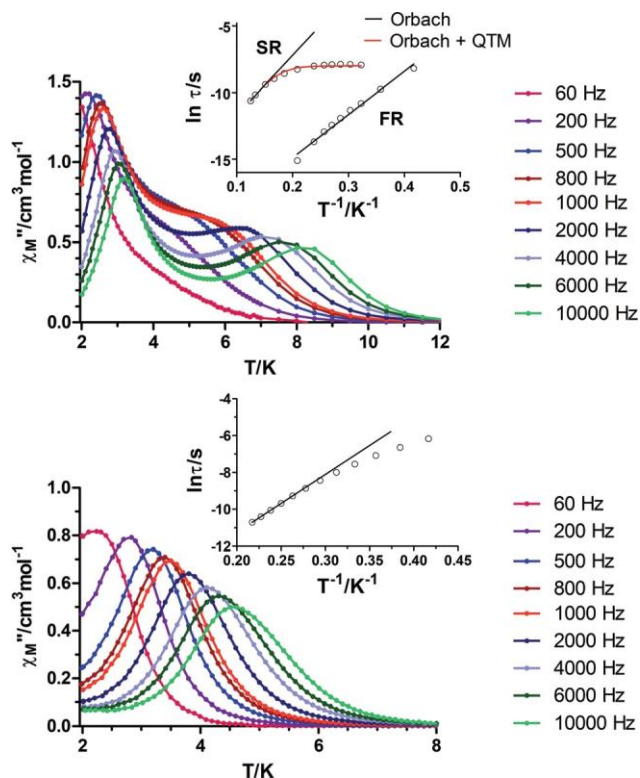 -5
-10
-15
ln τ/s
SR
FR
0.1 0.2 0.3 0.4 0.5
T⁻¹/K⁻¹
Orbach
Orbach + QTM
1.5
1.0
0.5
0.0
χM''/cm³mol⁻¹
2 4 6 8 10 12
T/K
60 Hz
200 Hz
500 Hz
800 Hz
1000 Hz
2000 Hz
4000 Hz
6000 Hz
10000 Hz
-4
-6
-8
-10
-12
lnτ/s
0.20 0.25 0.30 0.35 0.40 0.45
T⁻¹/K⁻¹
1.0
0.8
0.6
0.4
0.2
0.0
χM''/cm³mol⁻¹
2 4 6 8
T/K
60 Hz
200 Hz
500 Hz
800 Hz
1000 Hz
2000 Hz
4000 Hz
6000 Hz
10000 Hz